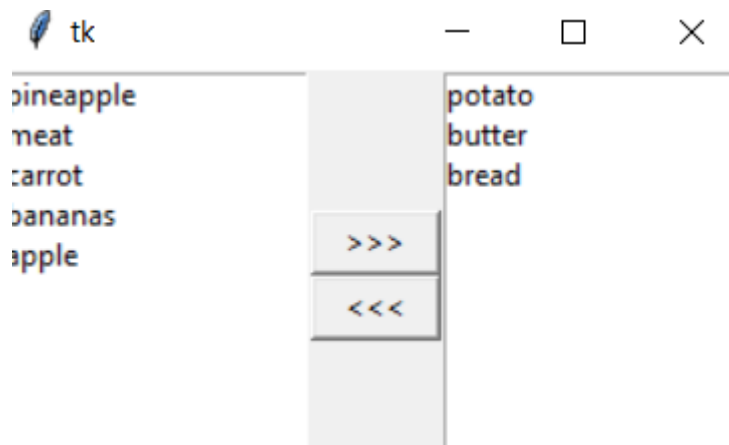 tk
pineapple
meat
carrot
bananas
apple
>>>
<<<
potato
butter
bread